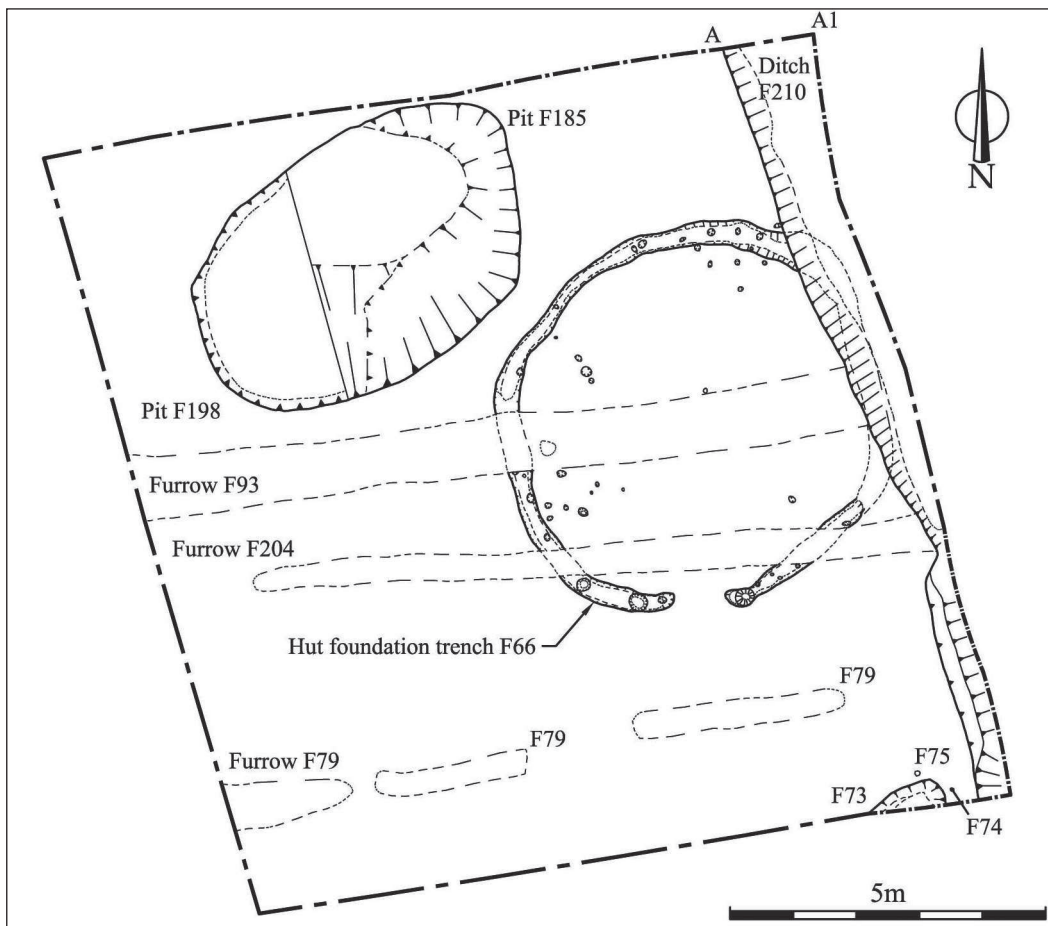 A
A1
Ditch
F210
Pit F185
N
Pit F198
Furrow F93
Furrow F204
Hut foundation trench F66
F79
F79
Furrow F79
F75
F73
F74
5m